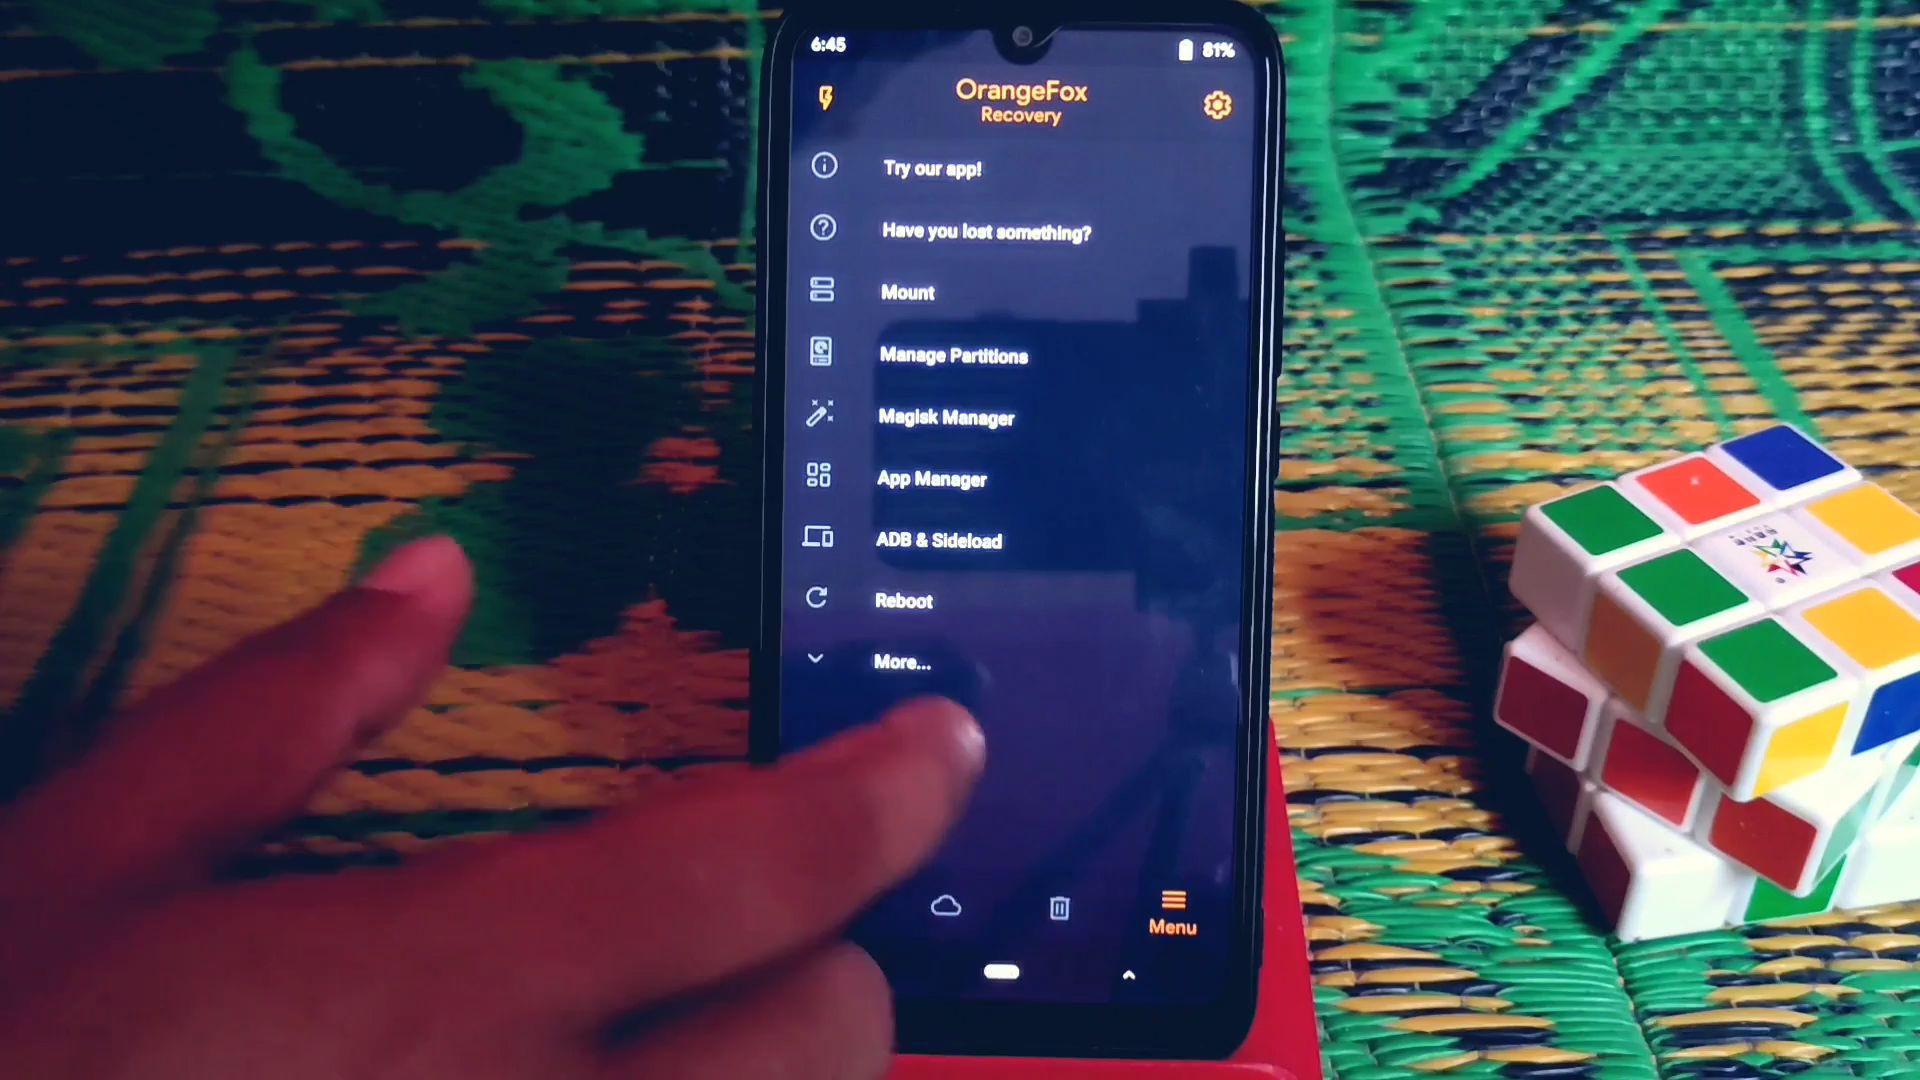 6:45
81%
OrangeFox
Recovery
Try our app!
Have you lost something?
Mount
Manage Partitions
Magisk Manager
App Manager
ADB & Sideload
Reboot
More...
Menu